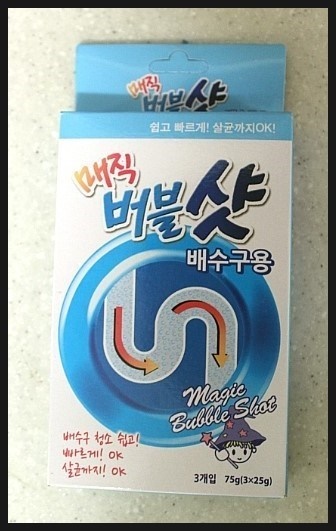 매직
버블샷
쉽고 빠르게! 살균까지OK!
매직
버블샷
배수구용
Magic
Bubble Shot
배수구 청소 쉽고!
빠르게! OK
살균까지! OK
3개입 75g(3×25g)